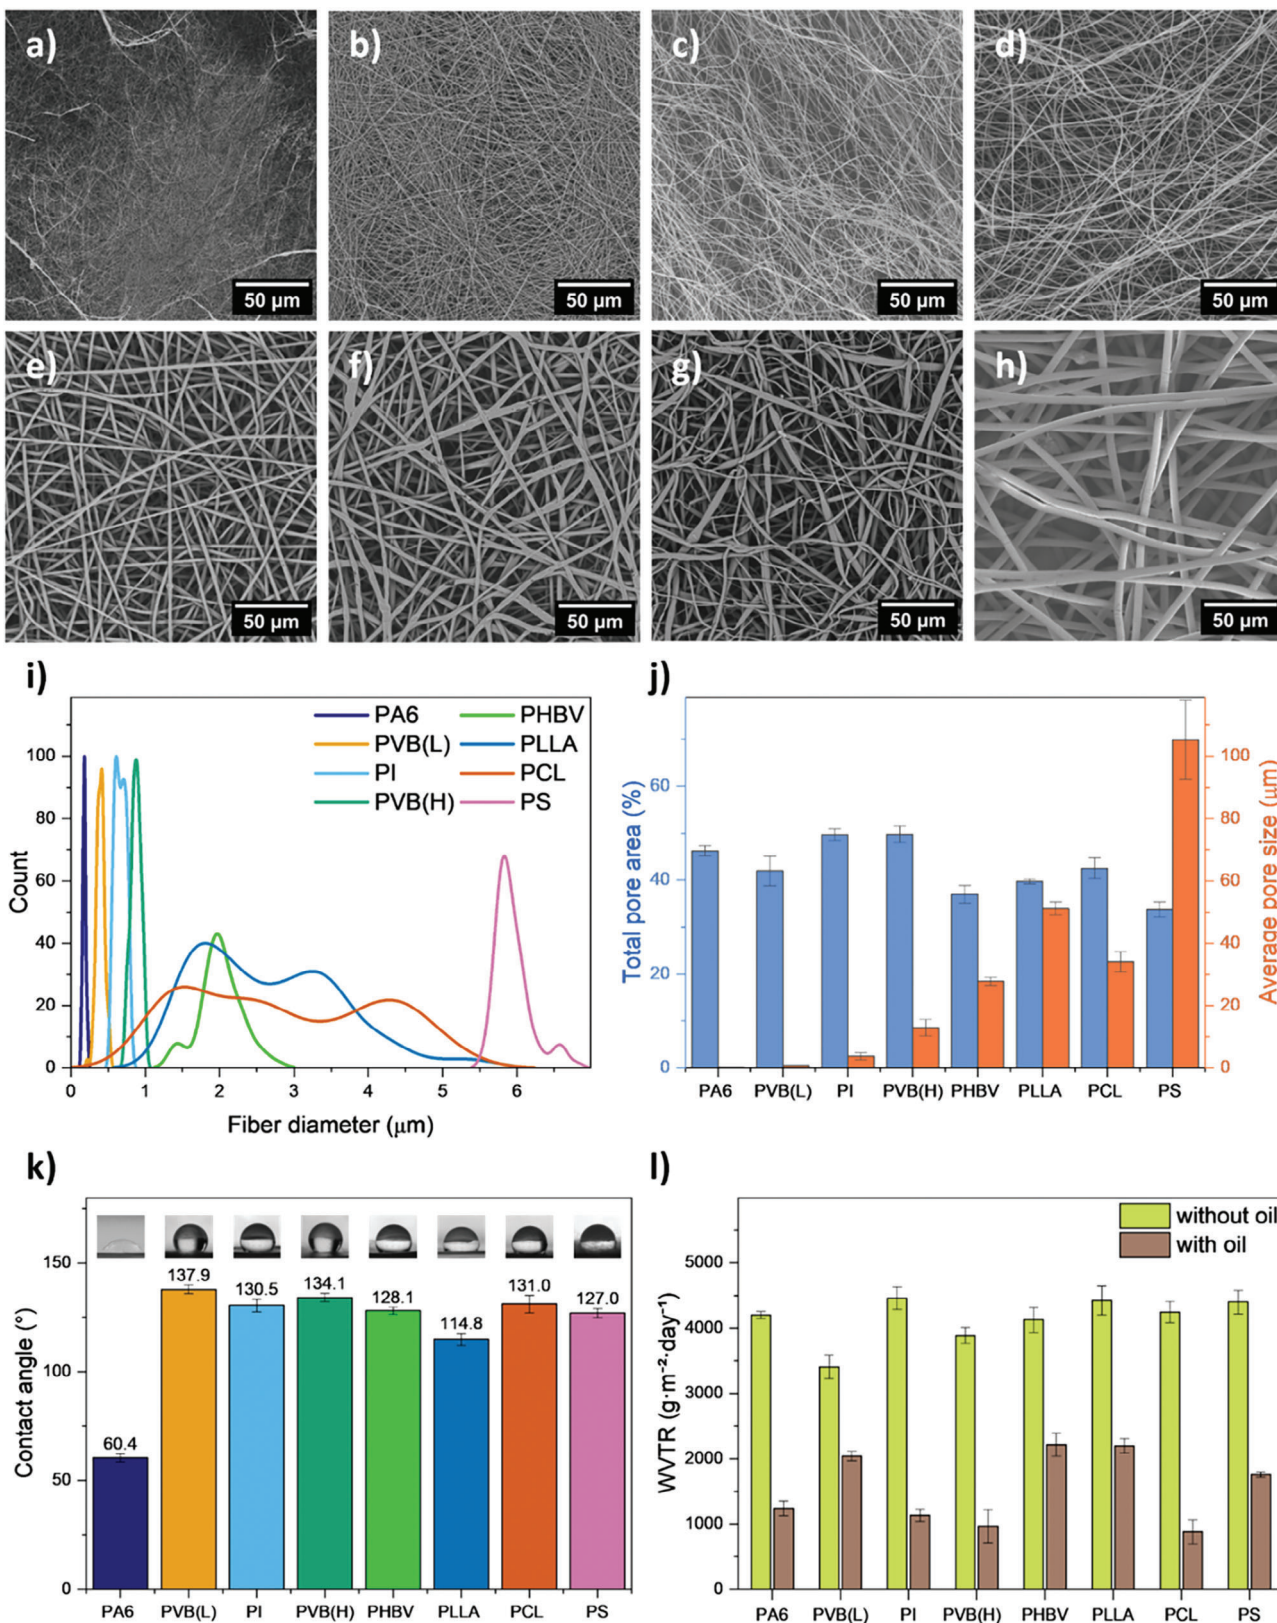 a)
b)
c)
d)
50 µm
50 µm
50 µm
50 µm
e)
f)
g)
h)
50 µm
50 µm
50 µm
50 µm
i)
PA6
PHBV
PVB(L)
PLLA
PI
PCL
PVB(H)
PS
100
80
60
40
20
0
Count
0
1
2
3
4
5
6
Fiber diameter (µm)
j)
60
40
20
0
Total pore area (%)
100
80
60
40
20
0
Average pore size (µm)
PA6
PVB(L)
PI
PVB(H)
PHBV
PLLA
PCL
PS
k)
150
100
50
0
Contact angle (°)
60.4
137.9
130.5
134.1
128.1
114.8
131.0
127.0
PA6
PVB(L)
PI
PVB(H)
PHBV
PLLA
PCL
PS
l)
without oil
with oil
5000
4000
3000
2000
1000
0
WVTR (g·m⁻²·day⁻¹)
PA6
PVB(L)
PI
PVB(H)
PHBV
PLLA
PCL
PS